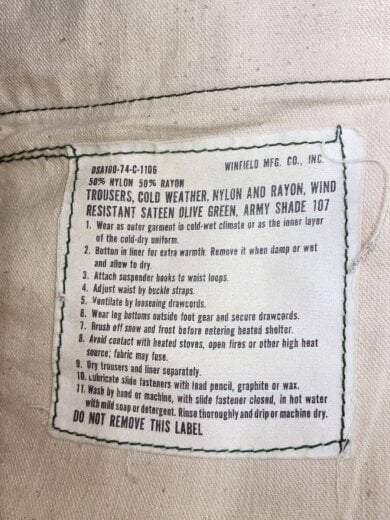 DSA100-74-C-1106
WINFIELD MFG. CO., INC.
50% NYLON 50% RAYON
TROUSERS, COLD WEATHER, NYLON AND RAYON, WIND
RESISTANT SATEEN OLIVE GREEN, ARMY SHADE 107
1. Wear as outer garment in cold-wet climate or as the inner layer
of the cold-dry uniform.
2. Button in liner for extra warmth. Remove it when damp or wet
and allow to dry.
3. Attach suspender hooks to waist loops.
4. Adjust waist by buckle straps.
5. Ventilate by loosening drawcords.
6. Wear leg bottoms outside foot gear and secure drawcords.
7. Brush off snow and frost before entering heated shelter.
8. Avoid contact with heated stoves, open fires or other high heat
source; fabric may fuse.
9. Dry trousers and liner separately.
10. Lubricate slide fasteners with lead pencil, graphite or wax.
11. Wash by hand or machine, with slide fastener closed, in hot water
with mild soap or detergent. Rinse thoroughly and drip or machine dry.
DO NOT REMOVE THIS LABEL